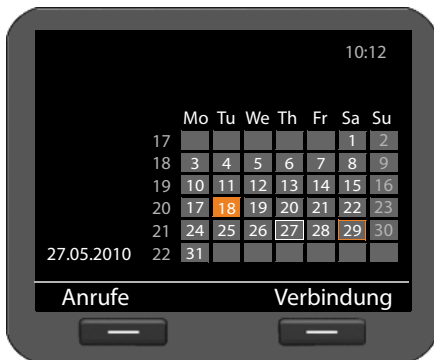 10:12
Mo Tu We Th Fr Sa Su
17 1 2
18 3 4 5 6 7 8 9
19 10 11 12 13 14 15 16
20 17 18 19 20 21 22 23
21 24 25 26 27 28 29 30
27.05.2010 22 31
Anrufe Verbindung